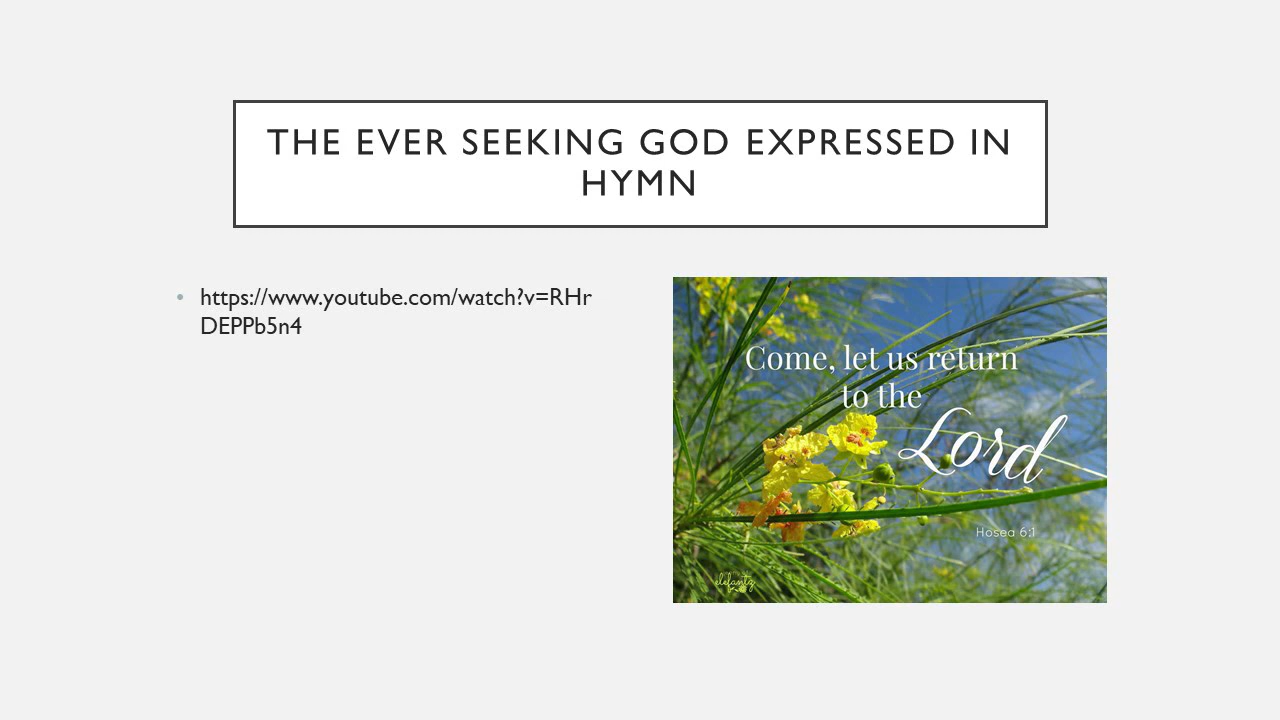 THE EVER SEEKING GOD EXPRESSED IN
HYMN
https://www.youtube.com/watch?v=RHr
DEPPb5n4
Come, let us return
to the
Lord
Hosea 6:1
elefantz